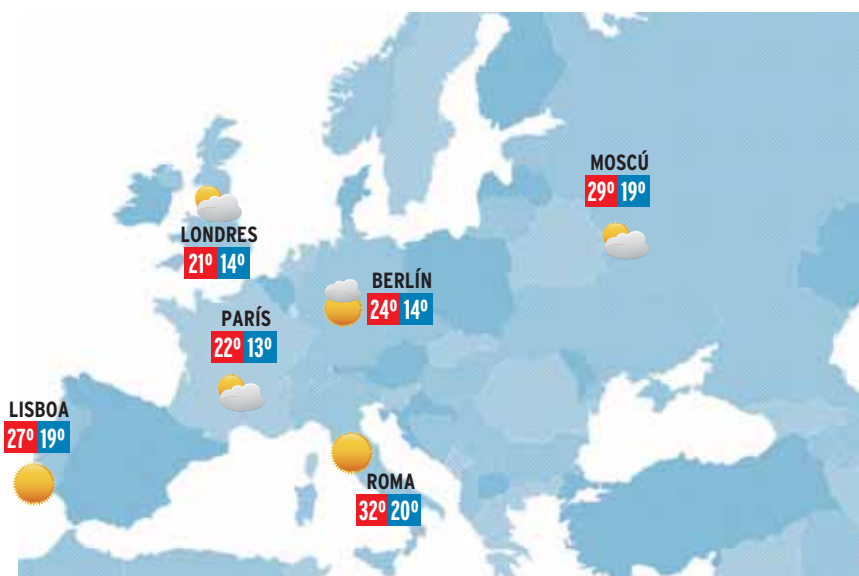 MOSCÚ
29º 19º
LONDRES
21º 14º
BERLÍN
24º 14º
PARÍS
22º 13º
LISBOA
27º 19º
ROMA
32º 20º